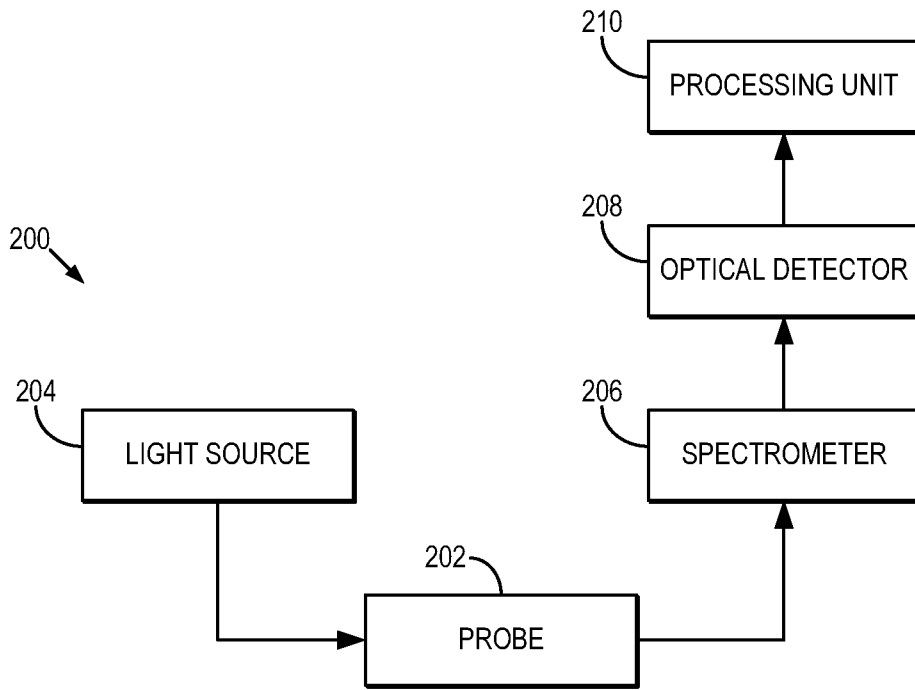 210
PROCESSING UNIT
208
OPTICAL DETECTOR
200
204
LIGHT SOURCE
206
SPECTROMETER
202
PROBE